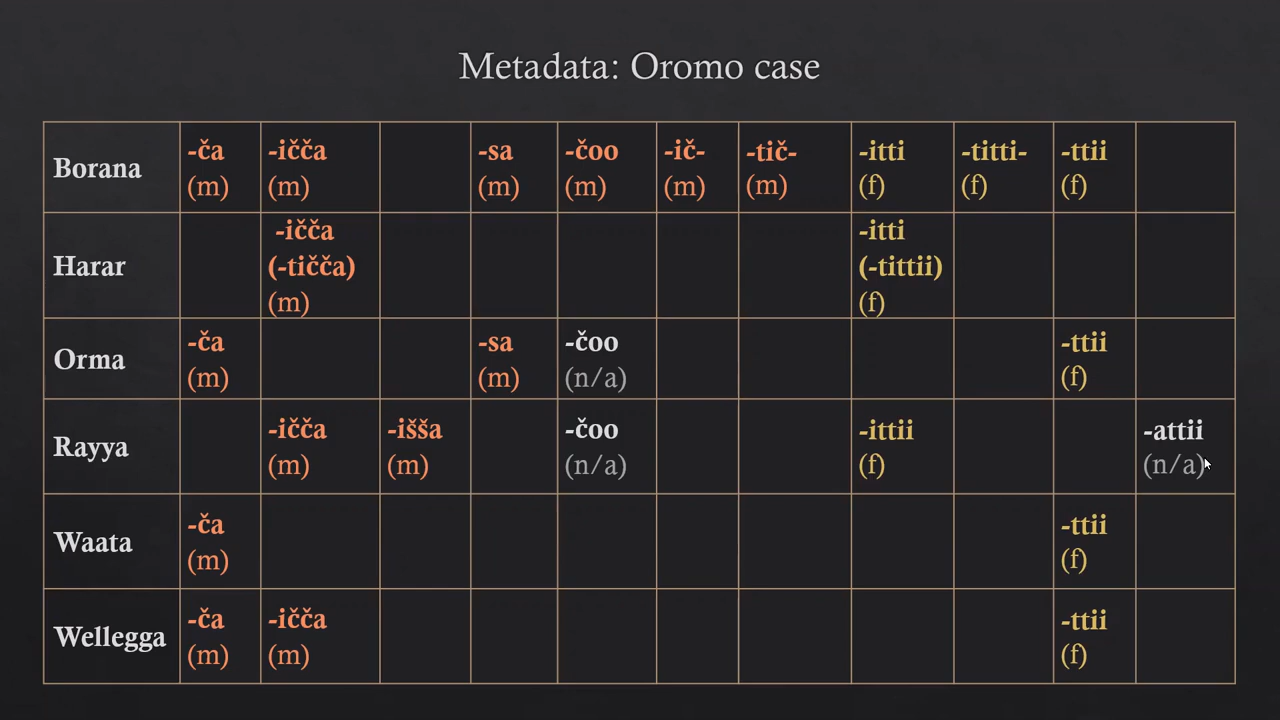 Metadata: Oromo case
Borana -ča -ičča -sa -čoo -ič- -tič- -itti -titti- -ttii
(m) (m) (m) (m) (m) (m) (f) (f) (f)
Harar -ičča -itti
(-tičča) (-tittii)
(m) (f)
Orma -ča -sa -čoo -ttii
(m) (m) (n/a) (f)
Rayya -ičča -išša -čoo -ittii -attii
(m) (m) (n/a) (f) (n/a)
Waata -ča -ttii
(m) (f)
Wellegga -ča -ičča -ttii
(m) (m) (f)